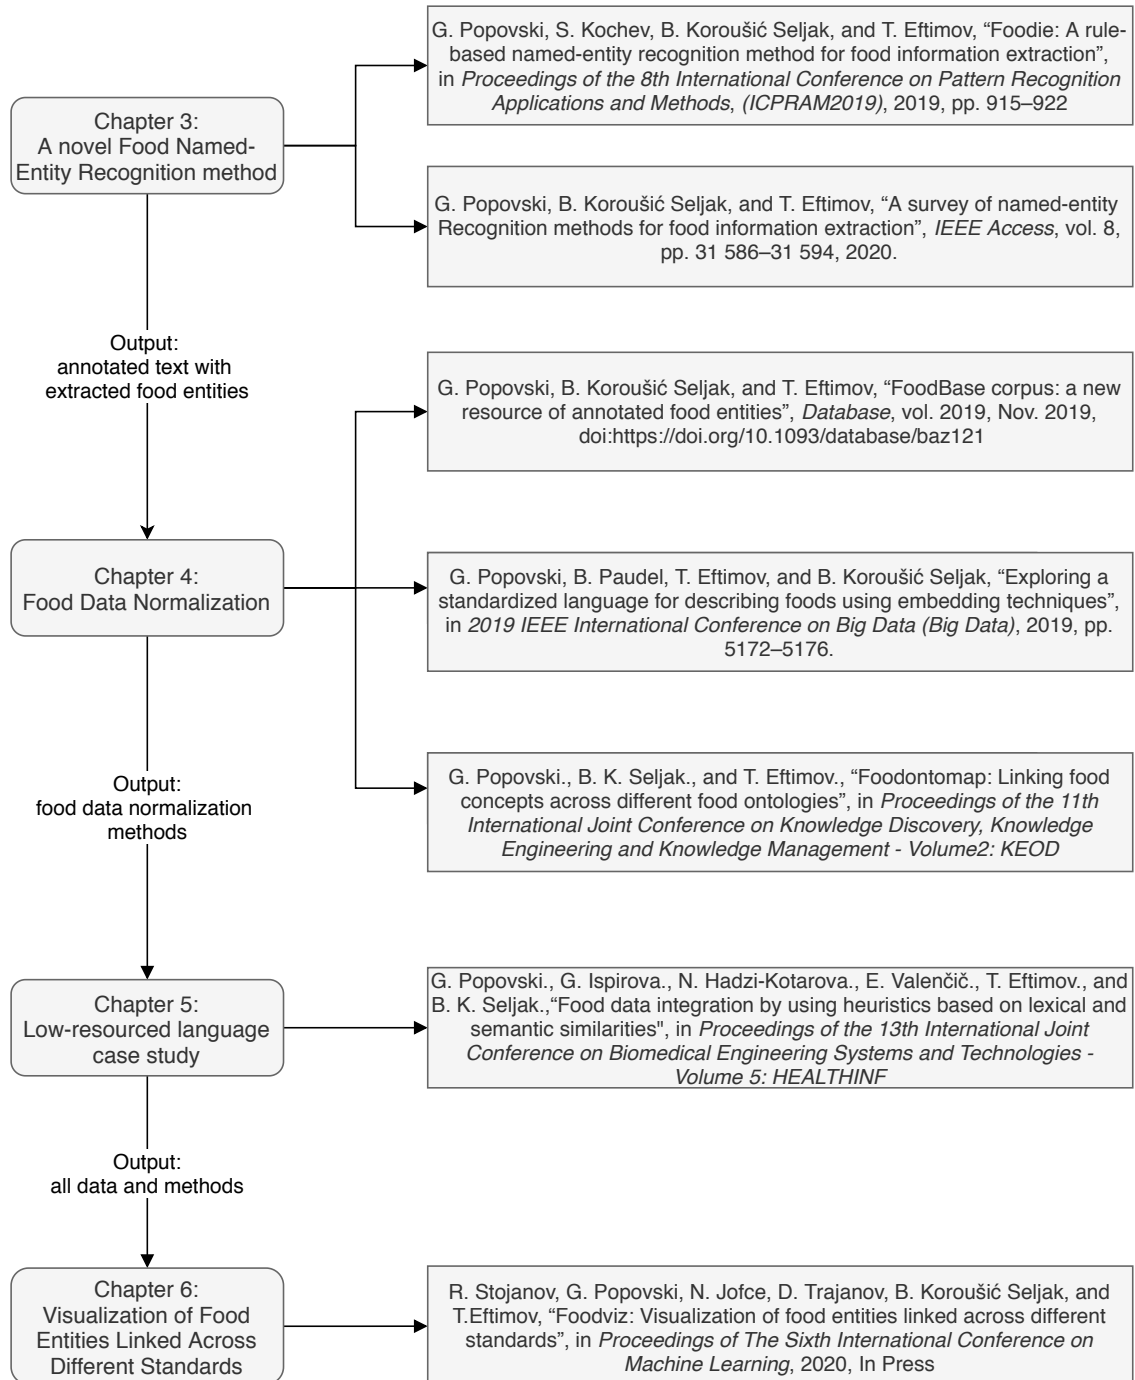 G. Popovski, S. Kochev, B. Koroušić Seljak, and T. Eftimov, “Foodie: A rule-
based named-entity recognition method for food information extraction”,
in Proceedings of the 8th International Conference on Pattern Recognition
Applications and Methods, (ICPRAM2019), 2019, pp. 915–922
Chapter 3:
A novel Food Named-
Entity Recognition method
G. Popovski, B. Koroušić Seljak, and T. Eftimov, “A survey of named-entity
Recognition methods for food information extraction”, IEEE Access, vol. 8,
pp. 31 586–31 594, 2020.
Output:
annotated text with
extracted food entities
G. Popovski, B. Koroušić Seljak, and T. Eftimov, “FoodBase corpus: a new
resource of annotated food entities”, Database, vol. 2019, Nov. 2019,
doi:https://doi.org/10.1093/database/baz121
Chapter 4:
Food Data Normalization
G. Popovski, B. Paudel, T. Eftimov, and B. Koroušić Seljak, “Exploring a
standardized language for describing foods using embedding techniques”,
in 2019 IEEE International Conference on Big Data (Big Data), 2019, pp.
5172–5176.
Output:
food data normalization
methods
G. Popovski., B. K. Seljak., and T. Eftimov., “Foodontomap: Linking food
concepts across different food ontologies”, in Proceedings of the 11th
International Joint Conference on Knowledge Discovery, Knowledge
Engineering and Knowledge Management - Volume2: KEOD
Chapter 5:
Low-resourced language
case study
G. Popovski., G. Ispirova., N. Hadzi-Kotarova., E. Valenčič., T. Eftimov., and
B. K. Seljak.,“Food data integration by using heuristics based on lexical and
semantic similarities", in Proceedings of the 13th International Joint
Conference on Biomedical Engineering Systems and Technologies -
Volume 5: HEALTHINF
Output:
all data and methods
Chapter 6:
Visualization of Food
Entities Linked Across
Different Standards
R. Stojanov, G. Popovski, N. Jofce, D. Trajanov, B. Koroušić Seljak, and
T.Eftimov, “Foodviz: Visualization of food entities linked across different
standards”, in Proceedings of The Sixth International Conference on
Machine Learning, 2020, In Press